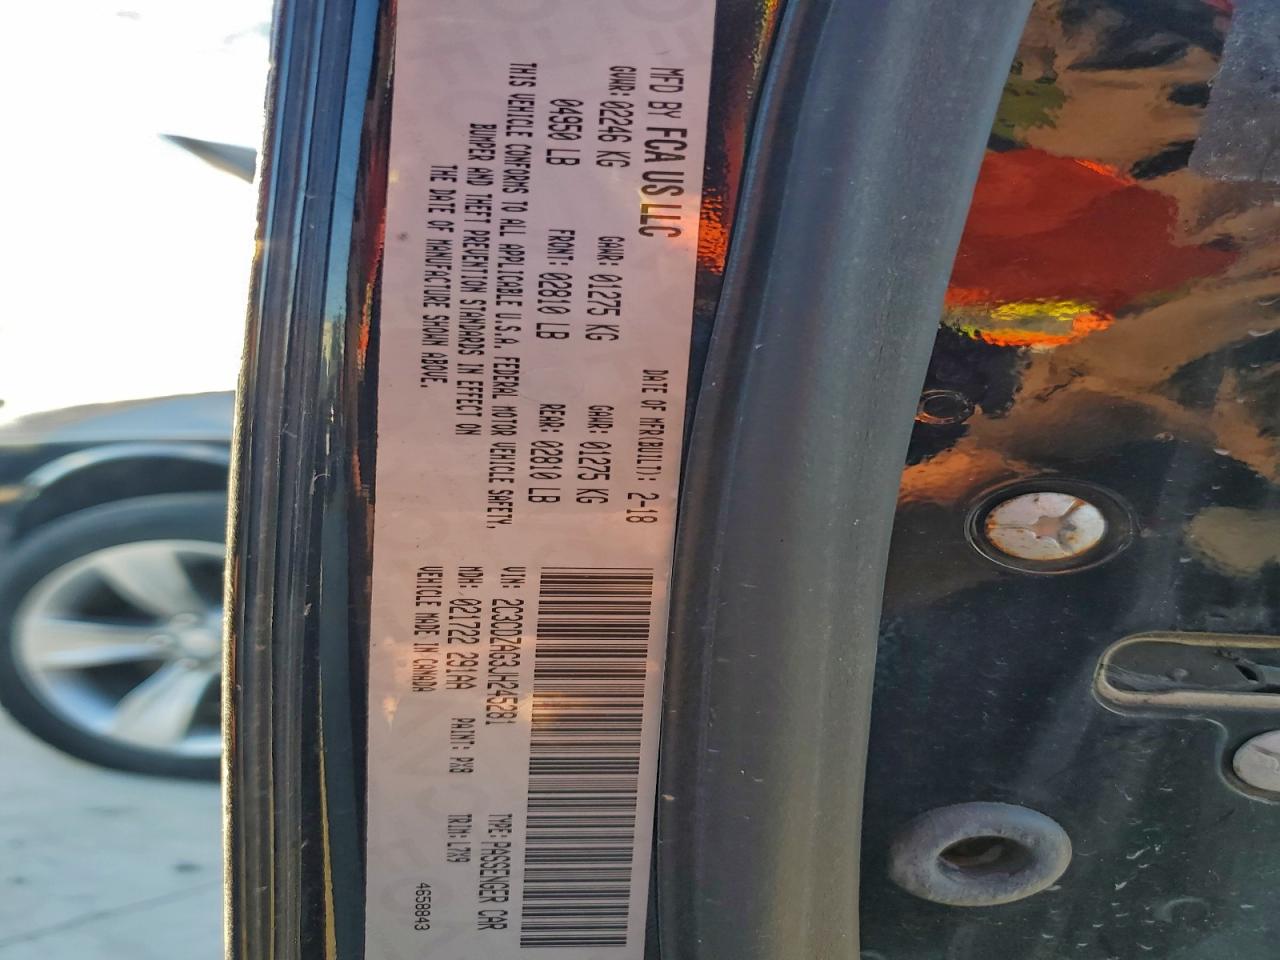 MFD BY FCA US LLC DATE OF MFR(BUILT): 2-18
GVWR: 02246 KG GAWR: 01275 KG GAWR: 01275 KG
04950 LB FRONT: 02810 LB REAR: 02810 LB
THIS VEHICLE CONFORMS TO ALL APPLICABLE U.S.A. FEDERAL MOTOR VEHICLE SAFETY,
BUMPER AND THEFT PREVENTION STANDARDS IN EFFECT ON
THE DATE OF MANUFACTURE SHOWN ABOVE.
VIN: 2C3CDZAG3JH245281 TYPE: PASSENGER CAR
MDH: 021722 291AA PAINT: PX8 TRIM: L7X9
VEHICLE MADE IN CANADA 4658843